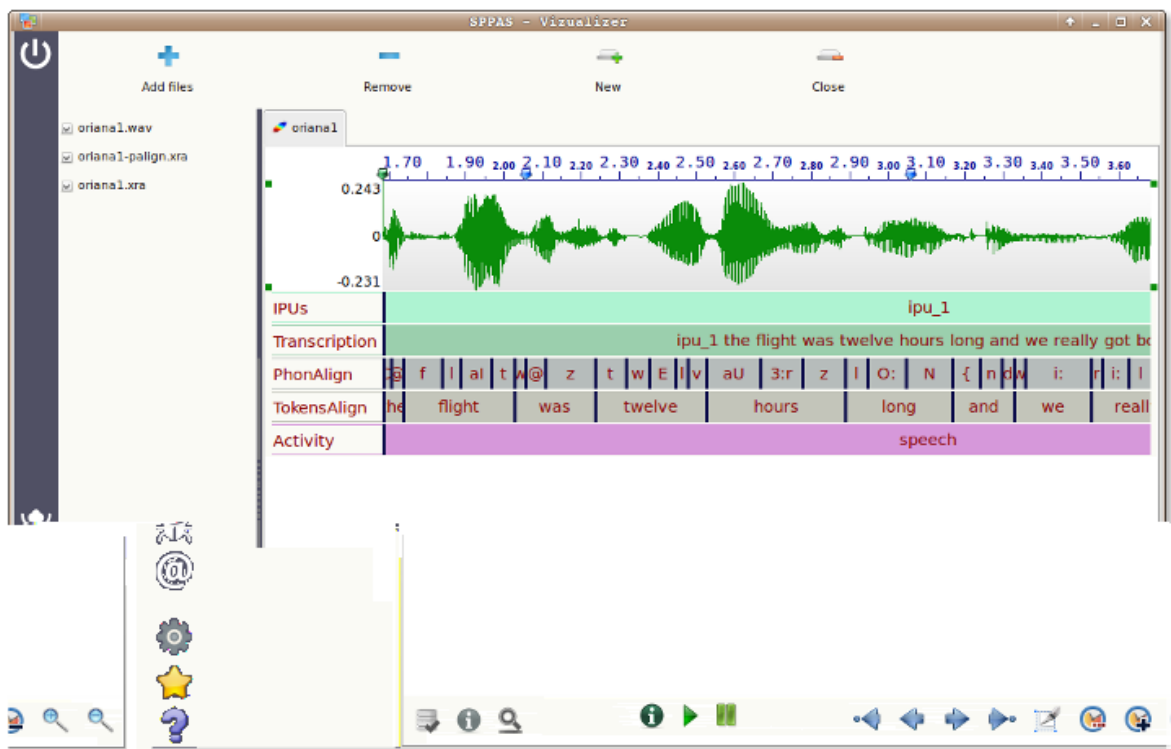 SPPAS - Vizualizer
Add files Remove New Close
oriana1.wav
oriana1-palign.xra
oriana1.xra
oriana1
1.70 1.90 2.00 2.10 2.20 2.30 2.40 2.50 2.60 2.70 2.80 2.90 3.00 3.10 3.20 3.30 3.40 3.50 3.60
0.243
0
-0.231
IPUs ipu_1
Transcription ipu_1 the flight was twelve hours long and we really got bo
PhonAlign @ f l aI t w @ z t w E l v aU 3:r z l O: N { n d w i: r i: l
TokensAlign he flight was twelve hours long and we reall
Activity speech